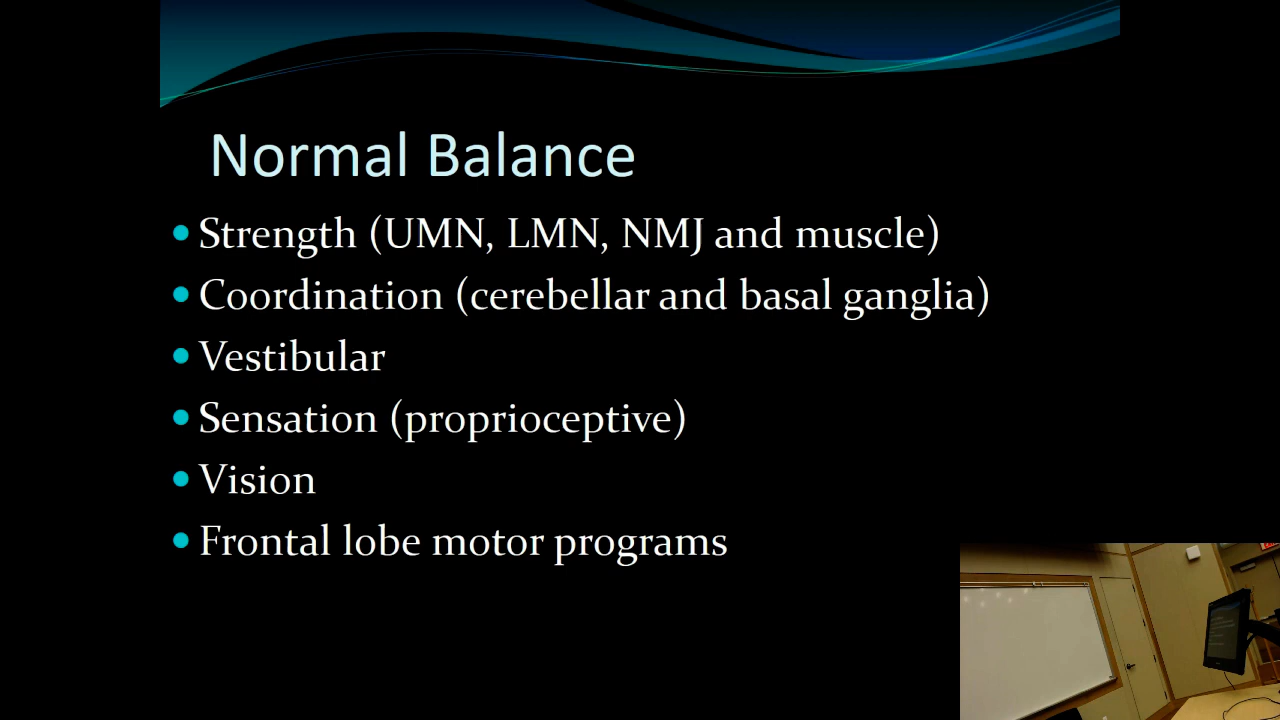 Normal Balance
Strength (UMN, LMN, NMJ and muscle)
Coordination (cerebellar and basal ganglia)
Vestibular
Sensation (proprioceptive)
Vision
Frontal lobe motor programs